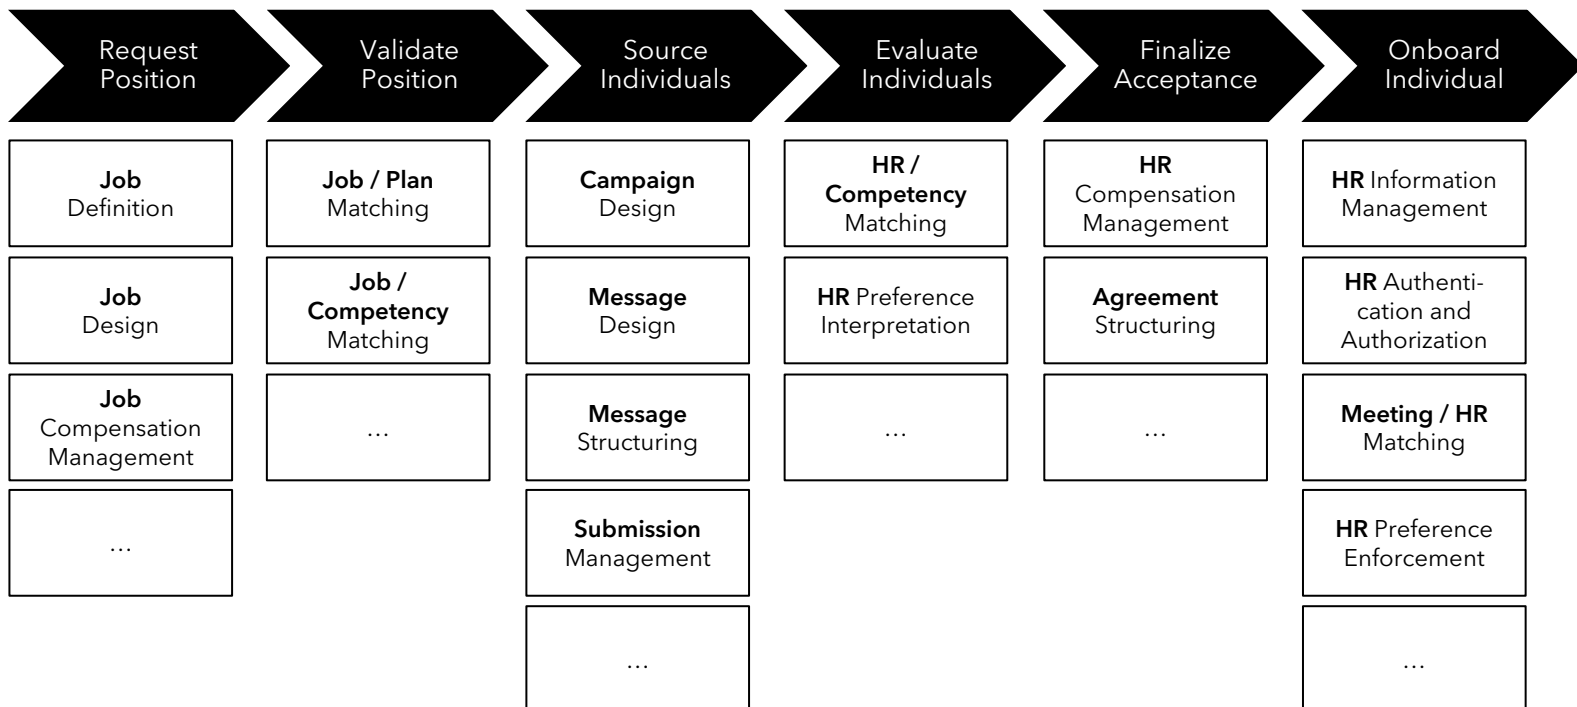 Request
Position
Validate
Position
Source
Individuals
Evaluate
Individuals
Finalize
Acceptance
Onboard
Individual
Job
Definition
Job
Design
Job
Compensation
Management
…
Job / Plan
Matching
Job /
Competency
Matching
…
Campaign
Design
Message
Design
Message
Structuring
Submission
Management
…
HR /
Competency
Matching
HR Preference
Interpretation
…
HR
Compensation
Management
Agreement
Structuring
…
HR Information
Management
HR Authenti-
cation and
Authorization
Meeting / HR
Matching
HR Preference
Enforcement
…